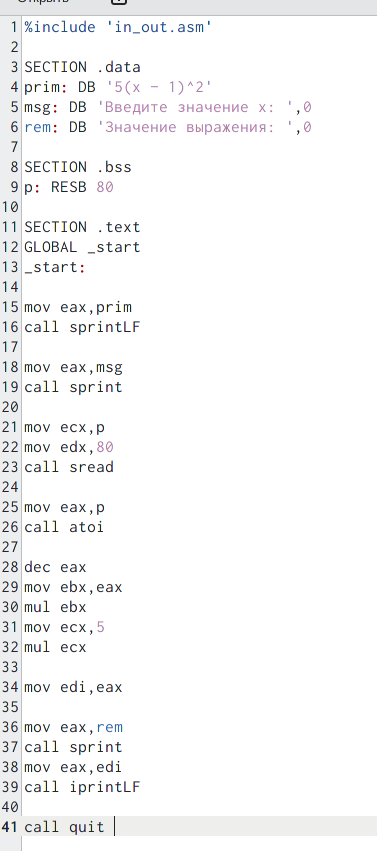 Открыть
1 %include 'in_out.asm'
2
3 SECTION .data
4 prim: DB '5(x - 1)^2'
5 msg: DB 'Введите значение x: ',0
6 rem: DB 'Значение выражения: ',0
7
8 SECTION .bss
9 p: RESB 80
10
11 SECTION .text
12 GLOBAL _start
13 _start:
14
15 mov eax,prim
16 call sprintLF
17
18 mov eax,msg
19 call sprint
20
21 mov ecx,p
22 mov edx,80
23 call sread
24
25 mov eax,p
26 call atoi
27
28 dec eax
29 mov ebx,eax
30 mul ebx
31 mov ecx,5
32 mul ecx
33
34 mov edi,eax
35
36 mov eax,rem
37 call sprint
38 mov eax,edi
39 call iprintLF
40
41 call quit